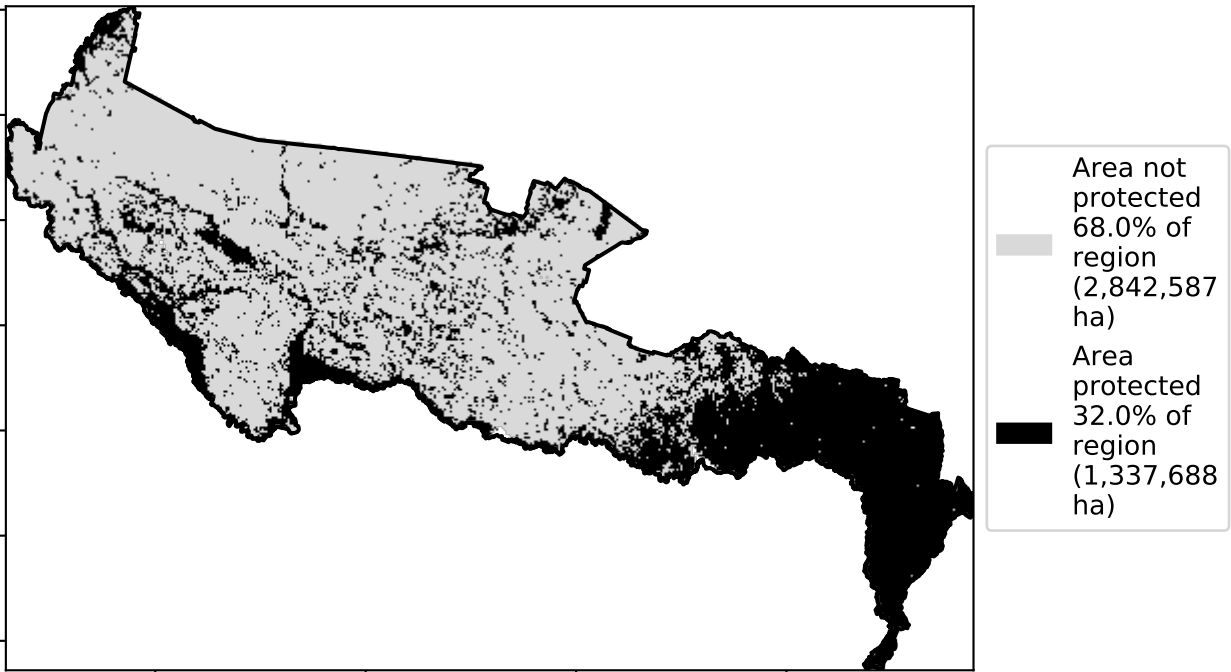 Area not
protected
68.0% of
region
(2,842,587
ha)
Area
protected
32.0% of
region
(1,337,688
ha)